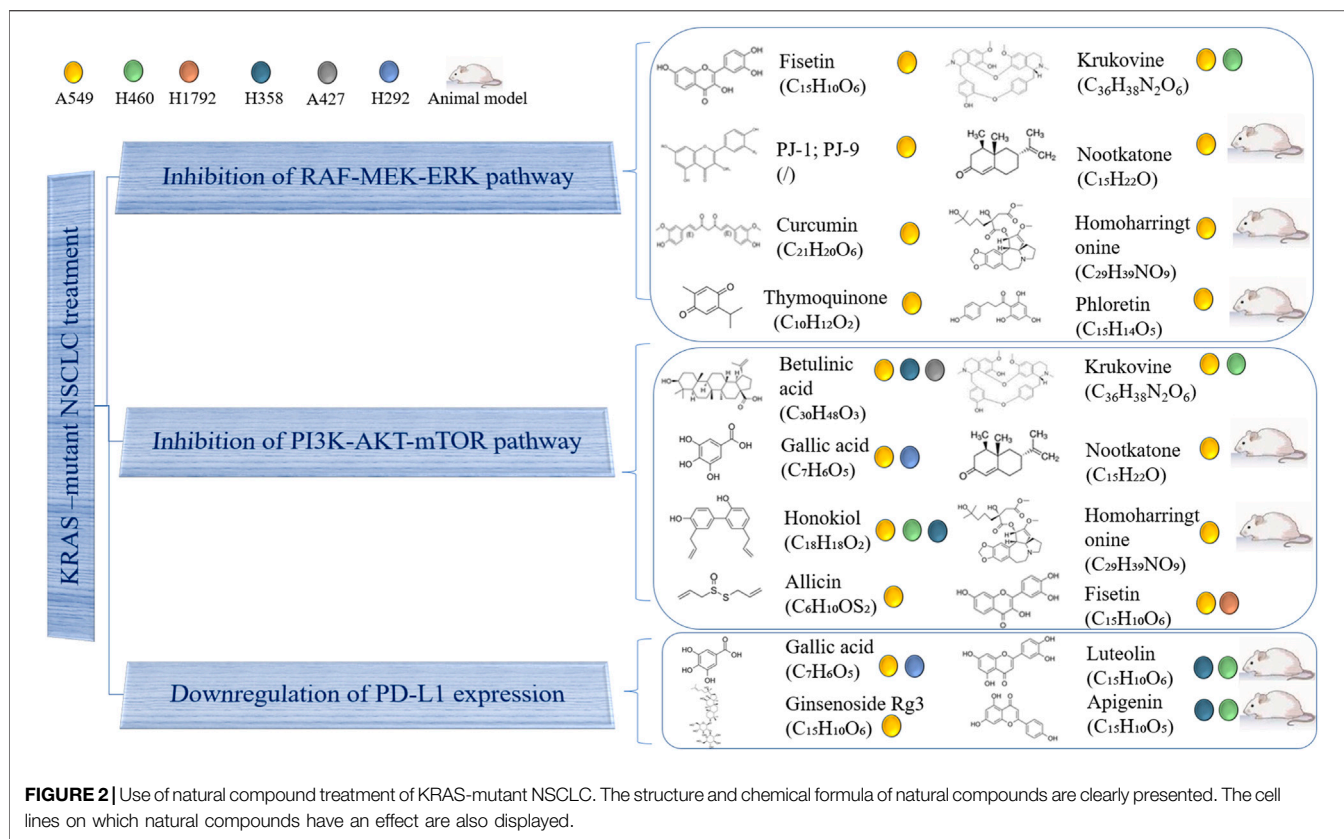 A549 H460 H1792 H358 A427 H292 Animal model
KRAS –mutant NSCLC treatment
Inhibition of RAF-MEK-ERK pathway
Fisetin
(C₁₅H₁₀O₆)
Krukovine
(C₃₆H₃₈N₂O₆)
PJ-1; PJ-9
(/)
Nootkatone
(C₁₅H₂₂O)
Curcumin
(C₂₁H₂₀O₆)
Homoharringt
onine
(C₂₉H₃₉NO₉)
Thymoquinone
(C₁₀H₁₂O₂)
Phloretin
(C₁₅H₁₄O₅)
Inhibition of PI3K-AKT-mTOR pathway
Betulinic
acid
(C₃₀H₄₈O₃)
Krukovine
(C₃₆H₃₈N₂O₆)
Gallic acid
(C₇H₆O₅)
Nootkatone
(C₁₅H₂₂O)
Honokiol
(C₁₈H₁₈O₂)
Homoharringt
onine
(C₂₉H₃₉NO₉)
Allicin
(C₆H₁₀OS₂)
Fisetin
(C₁₅H₁₀O₆)
Downregulation of PD-L1 expression
Gallic acid
(C₇H₆O₅)
Luteolin
(C₁₅H₁₀O₆)
Ginsenoside Rg3
(C₁₅H₁₀O₆)
Apigenin
(C₁₅H₁₀O₅)
FIGURE 2 | Use of natural compound treatment of KRAS-mutant NSCLC. The structure and chemical formula of natural compounds are clearly presented. The cell
lines on which natural compounds have an effect are also displayed.